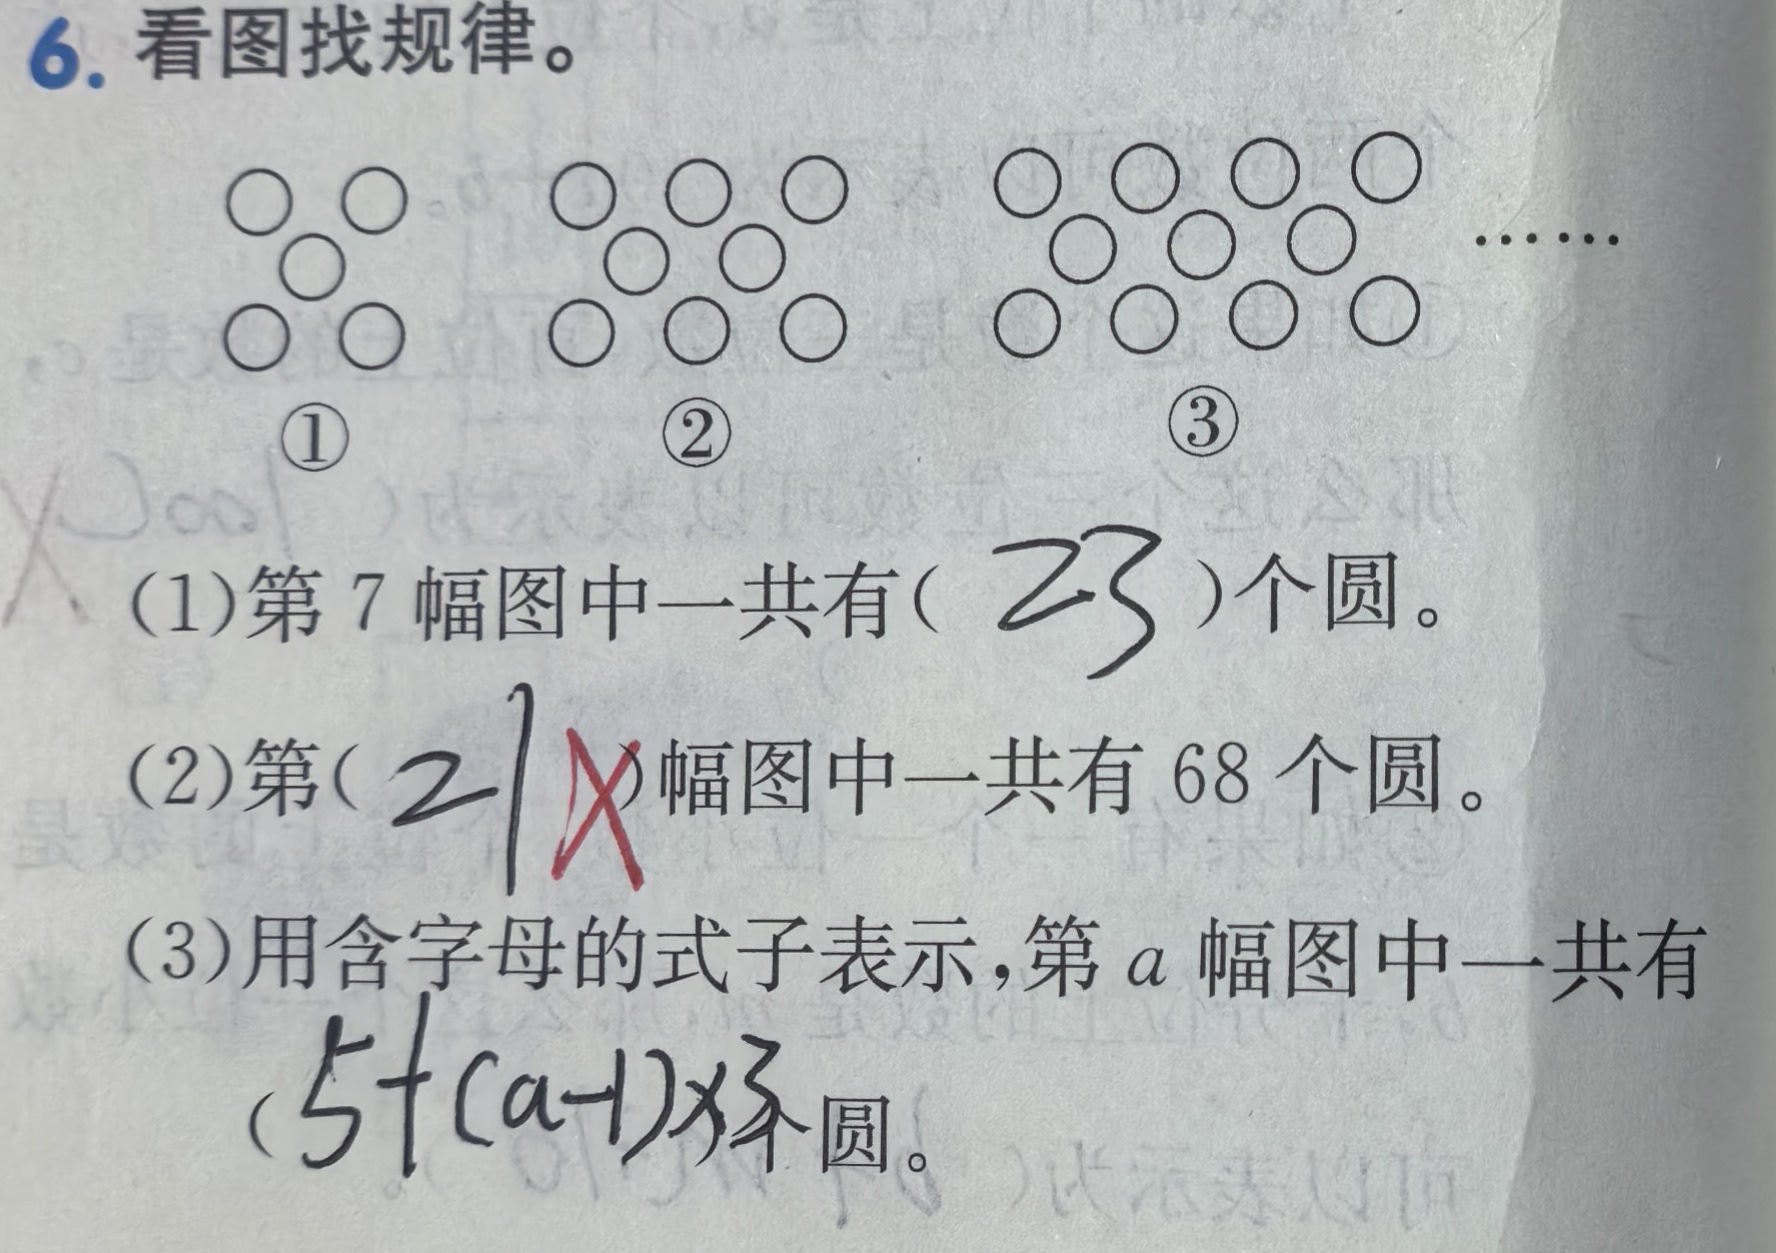 6. 看图找规律。
① ② ③ ……
(1)第 7 幅图中一共有( 23 )个圆。
(2)第( 21 )幅图中一共有 68 个圆。
(3)用含字母的式子表示,第 a 幅图中一共有
( 5+(a-1)×3 )个圆。